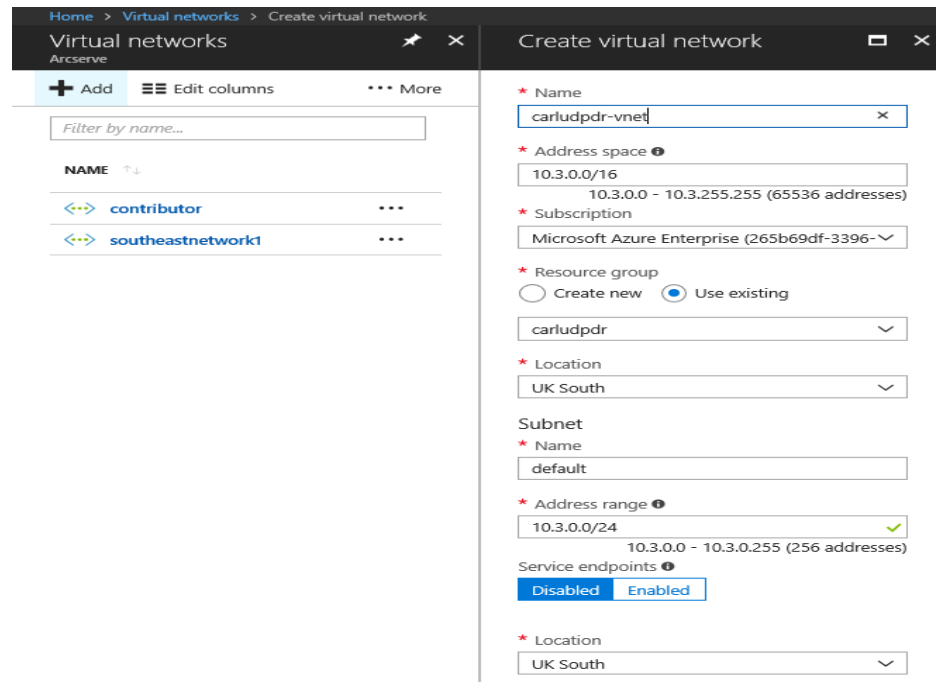 Home > Virtual networks > Create virtual network
Virtual networks
Arcserve
Add Edit columns ••• More
Filter by name...
NAME ↑↓
contributor •••
southeastnetwork1 •••
Create virtual network
* Name
carludpdr-vnet
* Address space
10.3.0.0/16
10.3.0.0 - 10.3.255.255 (65536 addresses)
* Subscription
Microsoft Azure Enterprise (265b69df-3396-
* Resource group
Create new Use existing
carludpdr
* Location
UK South
Subnet
* Name
default
* Address range
10.3.0.0/24
10.3.0.0 - 10.3.0.255 (256 addresses)
Service endpoints
Disabled Enabled
* Location
UK South